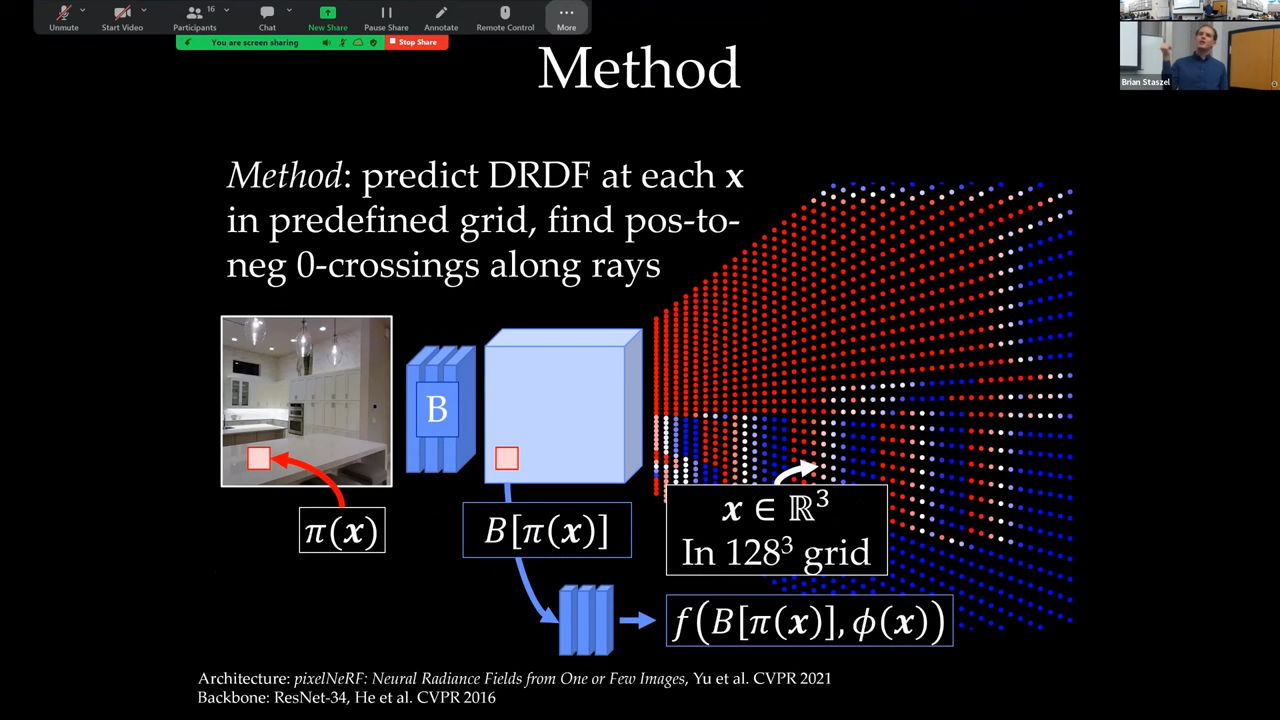 Unmute
Start Video
16
Participants
Chat
New Share
Pause Share
Annotate
Remote Control
More
You are screen sharing
Stop Share
Brian Staszel
Method
Method: predict DRDF at each x
in predefined grid, find pos-to-
neg 0-crossings along rays
B
π(x)
B[π(x)]
x ∈ ℝ³
In 128³ grid
f(B[π(x)], ϕ(x))
Architecture: pixelNeRF: Neural Radiance Fields from One or Few Images, Yu et al. CVPR 2021
Backbone: ResNet-34, He et al. CVPR 2016